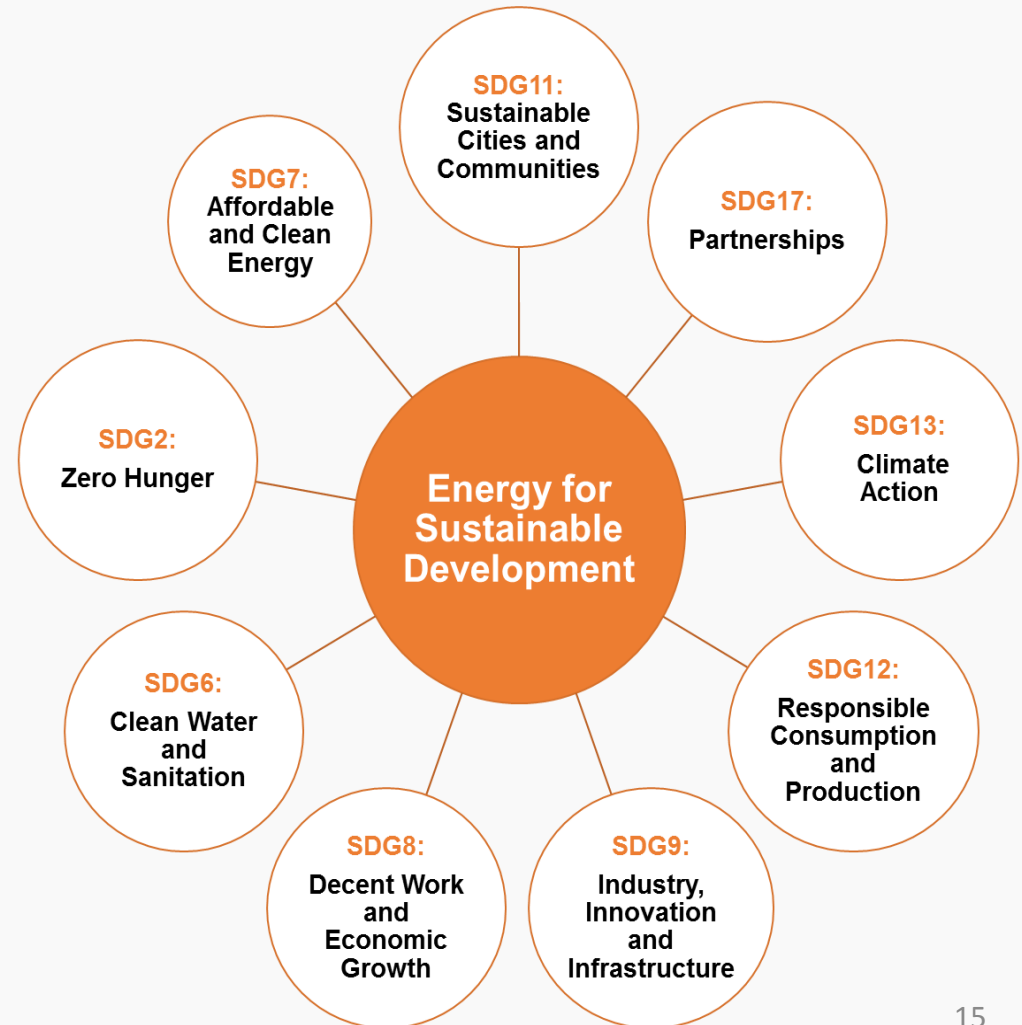 SDG11:
Sustainable
Cities and
Communities
SDG17:
Partnerships
SDG13:
Climate
Action
SDG12:
Responsible
Consumption
and
Production
SDG9:
Industry,
Innovation
and
Infrastructure
SDG8:
Decent Work
and
Economic
Growth
SDG6:
Clean Water
and
Sanitation
SDG2:
Zero Hunger
SDG7:
Affordable
and Clean
Energy
Energy for
Sustainable
Development
15